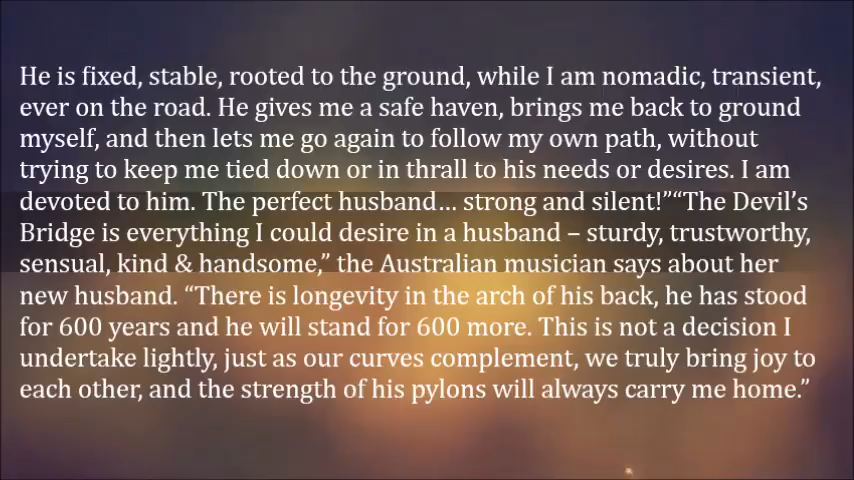 He is fixed, stable, rooted to the ground, while I am nomadic, transient,
ever on the road. He gives me a safe haven, brings me back to ground
myself, and then lets me go again to follow my own path, without
trying to keep me tied down or in thrall to his needs or desires. I am
devoted to him. The perfect husband… strong and silent!”“The Devil’s
Bridge is everything I could desire in a husband – sturdy, trustworthy,
sensual, kind & handsome,” the Australian musician says about her
new husband. “There is longevity in the arch of his back, he has stood
for 600 years and he will stand for 600 more. This is not a decision I
undertake lightly, just as our curves complement, we truly bring joy to
each other, and the strength of his pylons will always carry me home.”